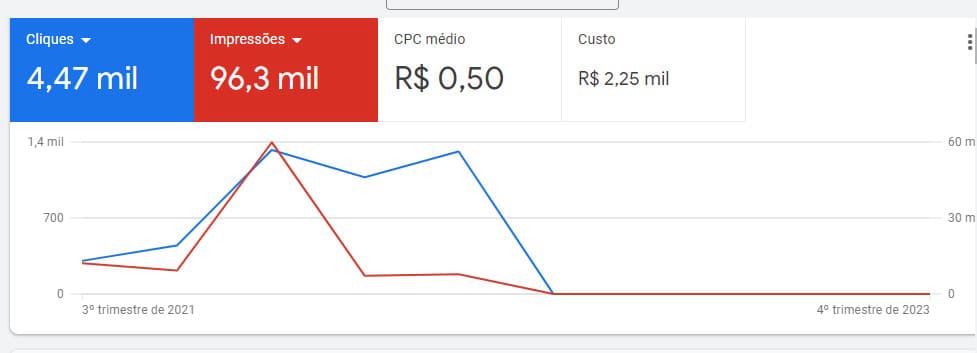 Cliques Impressões CPC médio Custo
4,47 mil 96,3 mil R$ 0,50 R$ 2,25 mil
1,4 mil 60 m
700 30 m
0 0
3º trimestre de 2021 4º trimestre de 2023